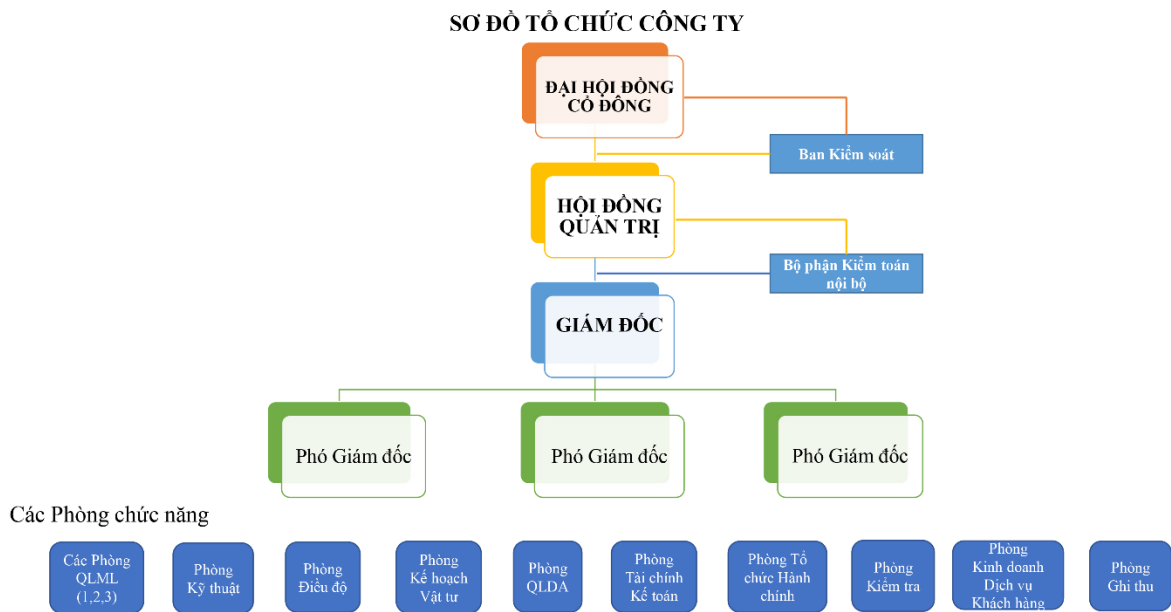 SƠ ĐỒ TỔ CHỨC CÔNG TY
ĐẠI HỘI ĐỒNG
CỔ ĐÔNG
Ban Kiểm soát
HỘI ĐỒNG
QUẢN TRỊ
Bộ phận Kiểm toán
nội bộ
GIÁM ĐỐC
Phó Giám đốc
Phó Giám đốc
Phó Giám đốc
Các Phòng chức năng
Các Phòng
QLML
(1,2,3)
Phòng
Kỹ thuật
Phòng
Điều độ
Phòng
Kế hoạch
Vật tư
Phòng
QLDA
Phòng
Tài chính
Kế toán
Phòng Tổ
chức Hành
chính
Phòng
Kiểm tra
Phòng
Kinh doanh
Dịch vụ
Khách hàng
Phòng
Ghi thu